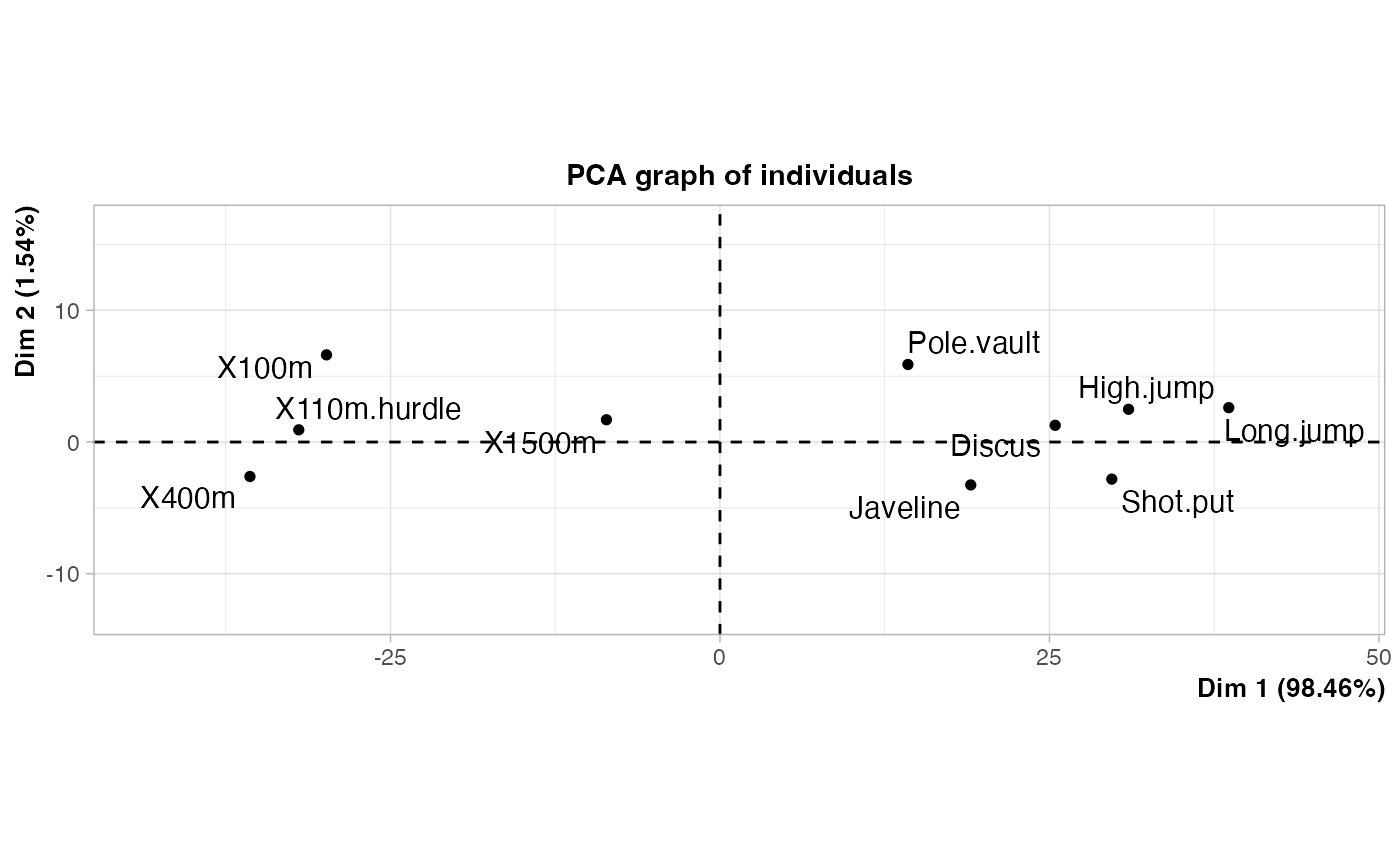 PCA graph of individuals
Dim 2 (1.54%)
10
0
-10
X100m
X110m.hurdle
X1500m
X400m
Pole.vault
High.jump
Long.jump
Discus
Javeline
Shot.put
-25
0
25
50
Dim 1 (98.46%)